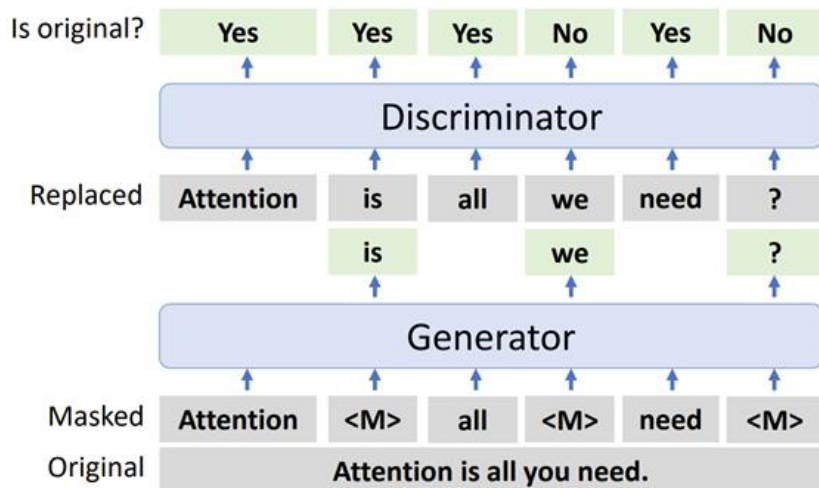 Is original? Yes Yes Yes No Yes No
Discriminator
Replaced Attention is all we need ?
is we ?
Generator
Masked Attention <M> all <M> need <M>
Original Attention is all you need.